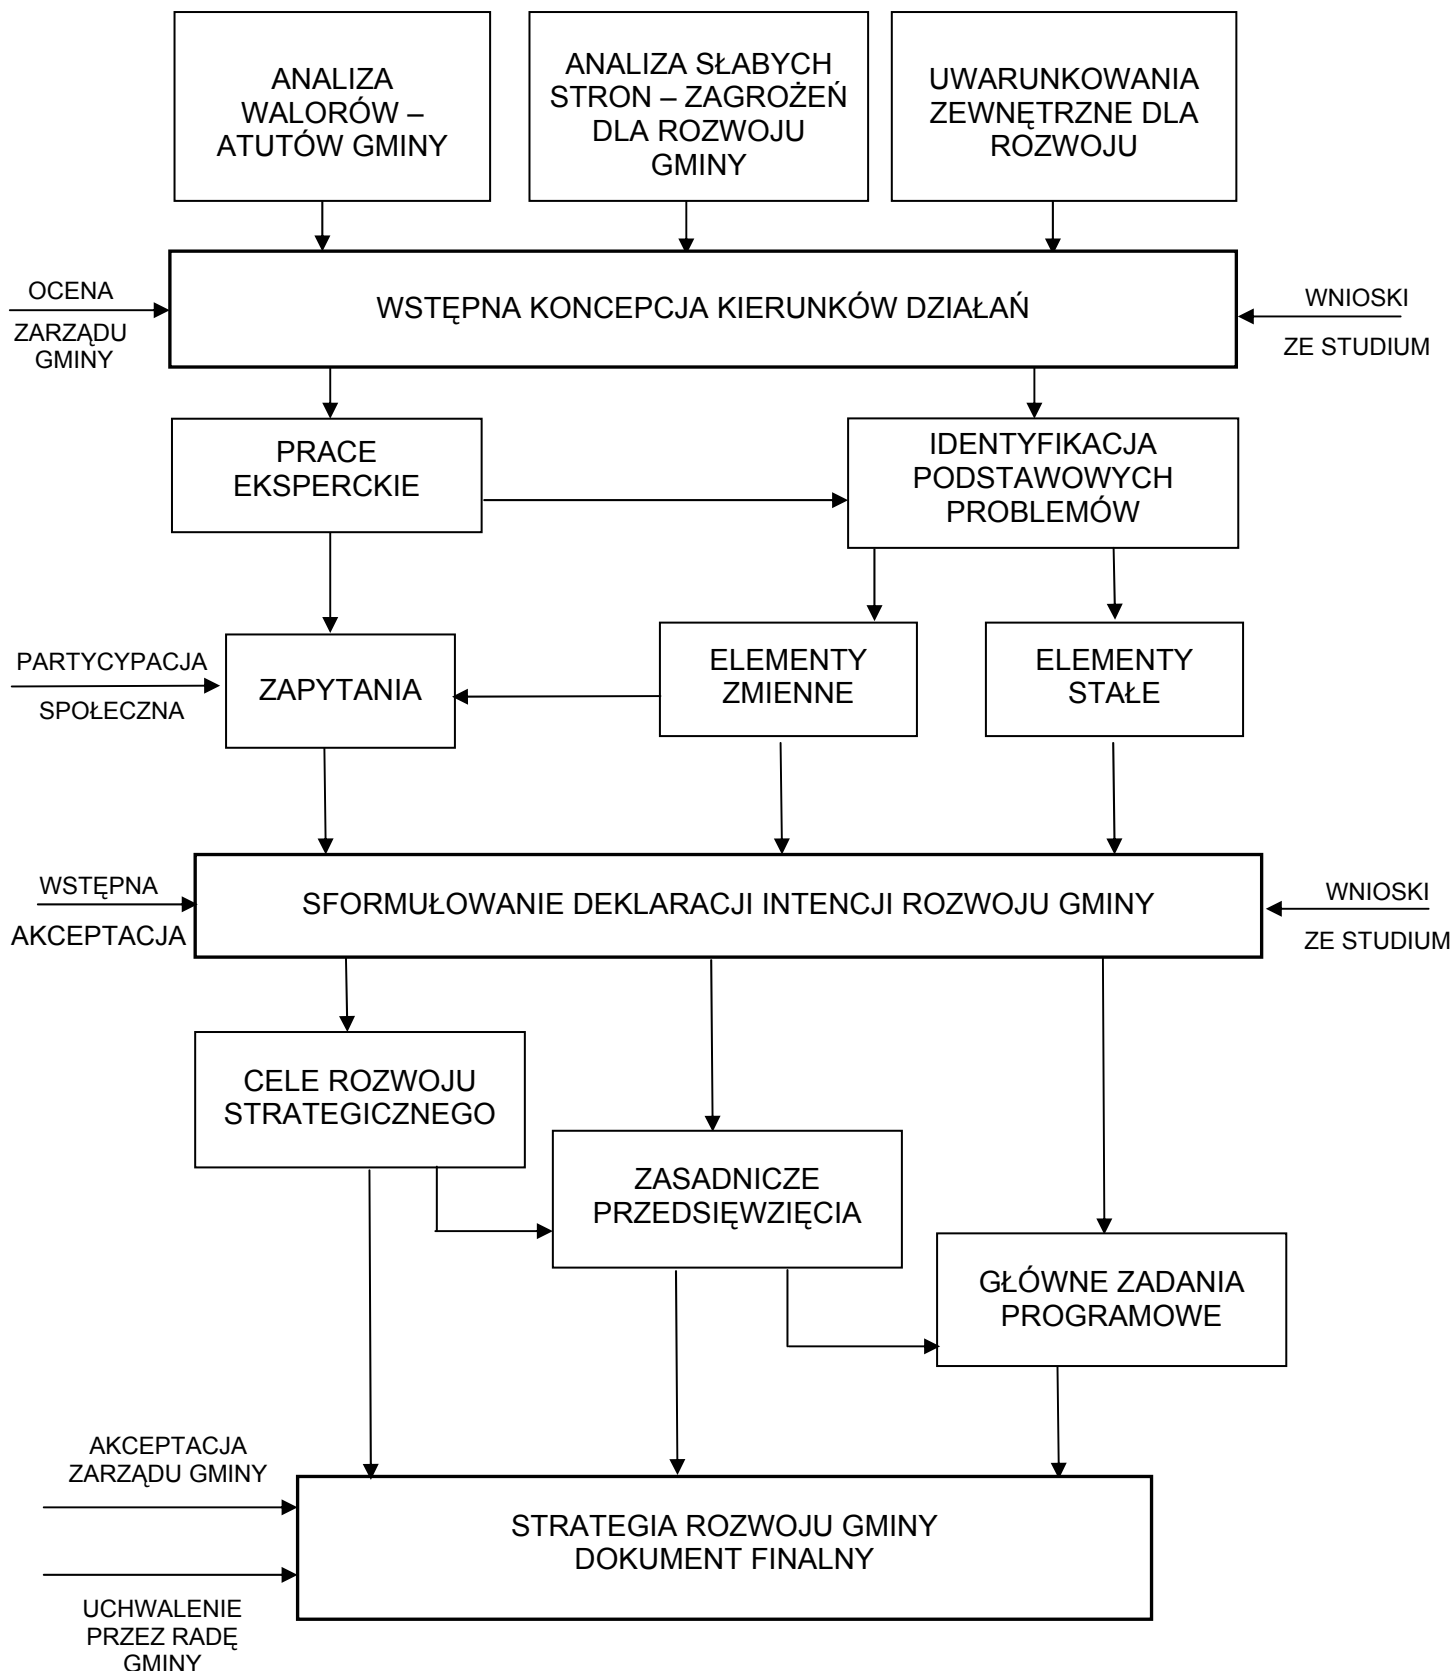 ANALIZA
WALORÓW –
ATUTÓW GMINY
ANALIZA SŁABYCH
STRON – ZAGROŻEŃ
DLA ROZWOJU
GMINY
UWARUNKOWANIA
ZEWNĘTRZNE DLA
ROZWOJU
OCENA
ZARZĄDU
GMINY
WSTĘPNA KONCEPCJA KIERUNKÓW DZIAŁAŃ
WNIOSKI
ZE STUDIUM
PRACE
EKSPERCKIE
IDENTYFIKACJA
PODSTAWOWYCH
PROBLEMÓW
PARTYCYPACJA
SPOŁECZNA
ZAPYTANIA
ELEMENTY
ZMIENNE
ELEMENTY
STAŁE
WSTĘPNA
AKCEPTACJA
SFORMUŁOWANIE DEKLARACJI INTENCJI ROZWOJU GMINY
WNIOSKI
ZE STUDIUM
CELE ROZWOJU
STRATEGICZNEGO
ZASADNICZE
PRZEDSIĘWZIĘCIA
GŁÓWNE ZADANIA
PROGRAMOWE
AKCEPTACJA
ZARZĄDU GMINY
STRATEGIA ROZWOJU GMINY
DOKUMENT FINALNY
UCHWALENIE
PRZEZ RADĘ
GMINY